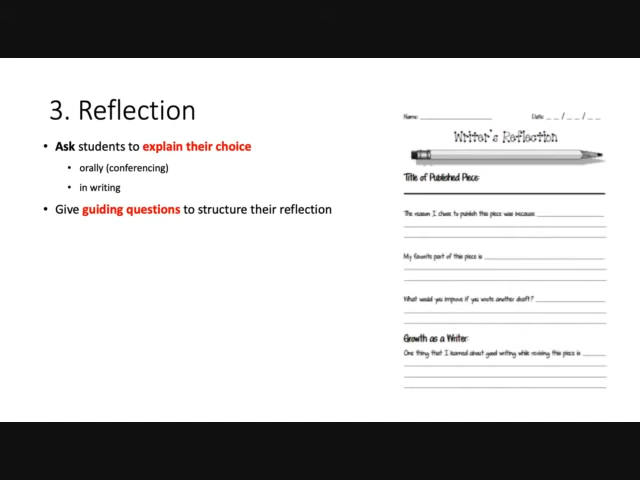 3. Reflection
• Ask students to explain their choice
• orally (conferencing)
• in writing
• Give guiding questions to structure their reflection
Name: Date: __/__/__
Writer's Reflection
Title of Published Piece:
The reason I chose to publish this piece was because
My favorite part of this piece is
What would you improve if you wrote another draft?
Growth as a Writer:
One thing that I learned about good writing while revising this piece is